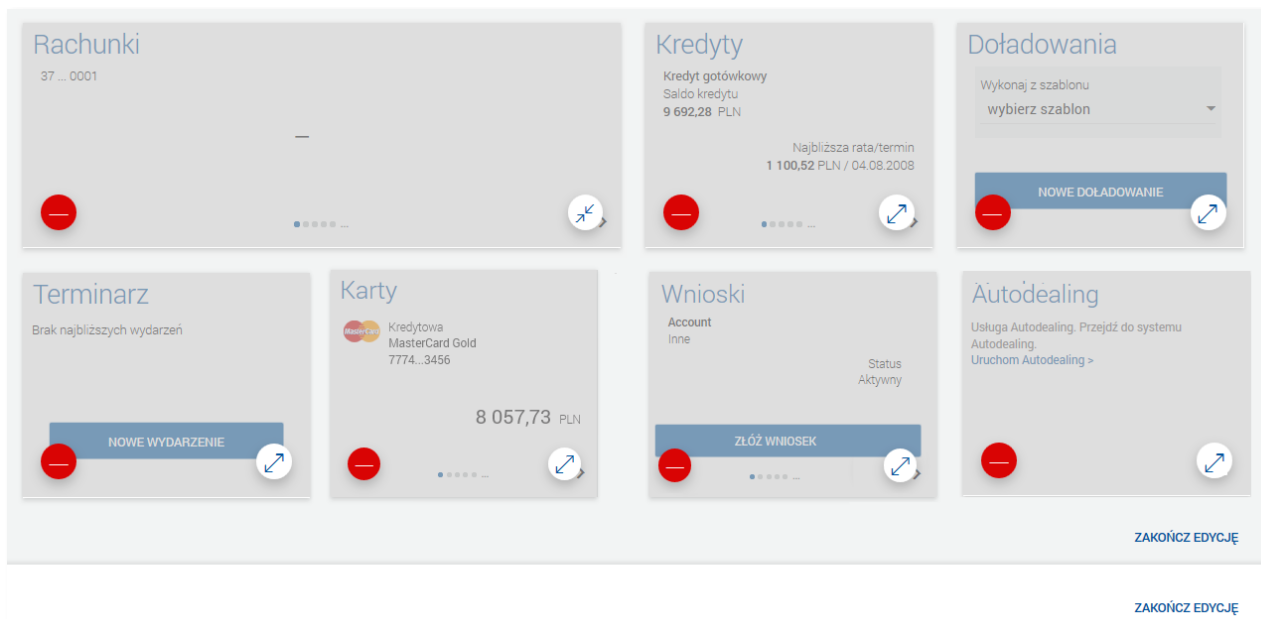 Rachunki
37 ... 0001
Kredyty
Kredyt gotówkowy
Saldo kredytu
9 692,28 PLN
Najbliższa rata/termin
1 100,52 PLN / 04.08.2008
Doładowania
Wykonaj z szablonu
wybierz szablon
NOWE DOŁADOWANIE
Terminarz
Brak najbliższych wydarzeń
NOWE WYDARZENIE
Karty
MasterCard
Kredytowa
MasterCard Gold
7774...3456
8 057,73 PLN
Wnioski
Account
Inne
Status
Aktywny
ZŁÓŻ WNIOSEK
Autodealing
Usługa Autodealing. Przejdź do systemu
Autodealing.
Uruchom Autodealing >
ZAKOŃCZ EDYCJĘ
ZAKOŃCZ EDYCJĘ